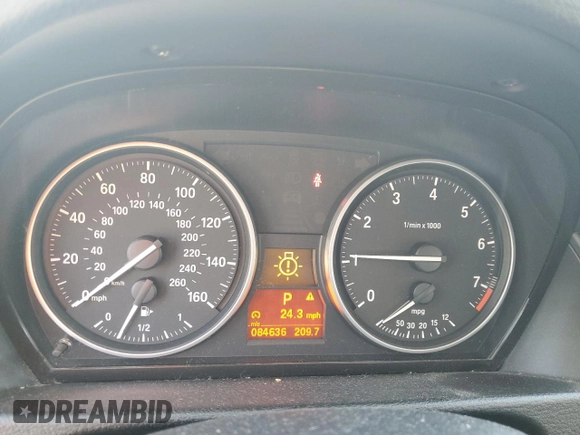 0 20 40 60 80 100 120 140 160
mph
20 40 60 80 100 120 140 160 180 200 220 240 260
km/h
0 1/2 1
0 1 2 3 4 5 6 7
1/min x 1000
mpg
50 30 20 15 12
P
24.3 mph
mls
084636 209.7
DREAMBID